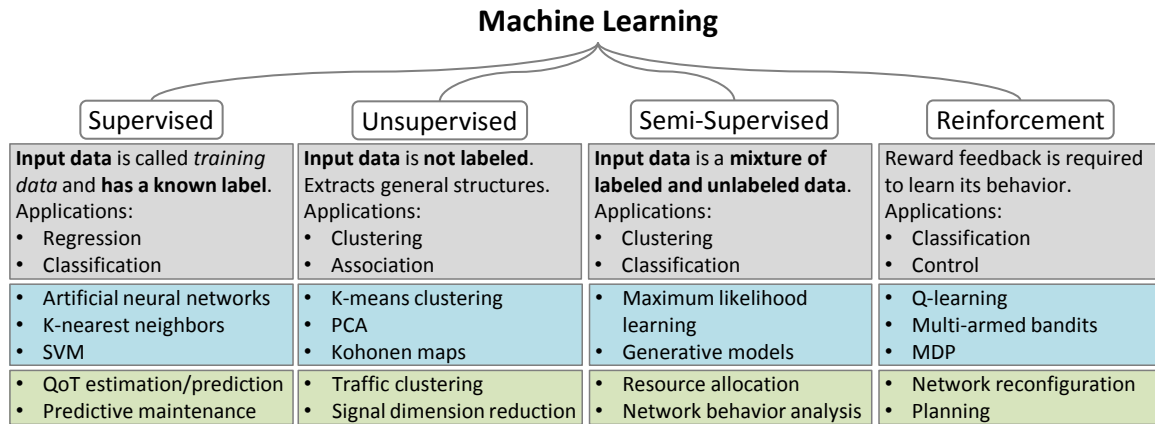 Machine Learning
Supervised
Input data is called training
data and has a known label.
Applications:
• Regression
• Classification
• Artificial neural networks
• K-nearest neighbors
• SVM
• QoT estimation/prediction
• Predictive maintenance
Unsupervised
Input data is not labeled.
Extracts general structures.
Applications:
• Clustering
• Association
• K-means clustering
• PCA
• Kohonen maps
• Traffic clustering
• Signal dimension reduction
Semi-Supervised
Input data is a mixture of
labeled and unlabeled data.
Applications:
• Clustering
• Classification
• Maximum likelihood
learning
• Generative models
• Resource allocation
• Network behavior analysis
Reinforcement
Reward feedback is required
to learn its behavior.
Applications:
• Classification
• Control
• Q-learning
• Multi-armed bandits
• MDP
• Network reconfiguration
• Planning